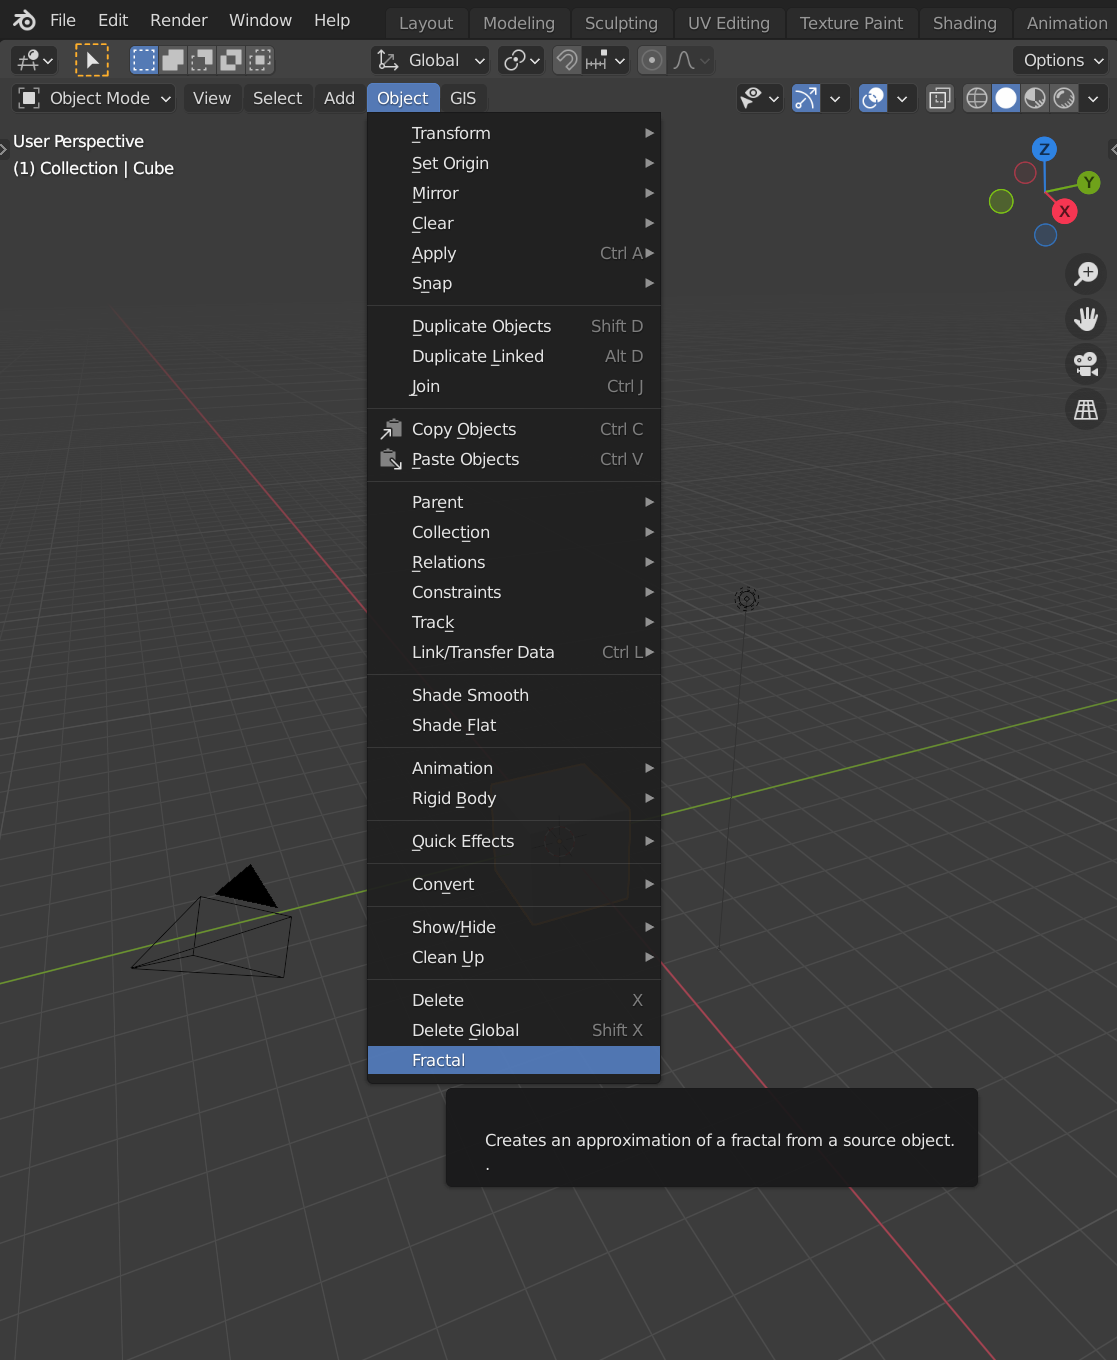 File Edit Render Window Help Layout Modeling Sculpting UV Editing Texture Paint Shading Animation
Global Options
Object Mode View Select Add Object GIS
User Perspective
(1) Collection | Cube
Transform
Set Origin
Mirror
Clear
Apply Ctrl A
Snap
Duplicate Objects Shift D
Duplicate Linked Alt D
Join Ctrl J
Copy Objects Ctrl C
Paste Objects Ctrl V
Parent
Collection
Relations
Constraints
Track
Link/Transfer Data Ctrl L
Shade Smooth
Shade Flat
Animation
Rigid Body
Quick Effects
Convert
Show/Hide
Clean Up
Delete X
Delete Global Shift X
Fractal
Creates an approximation of a fractal from a source object.
.
Z
Y
X